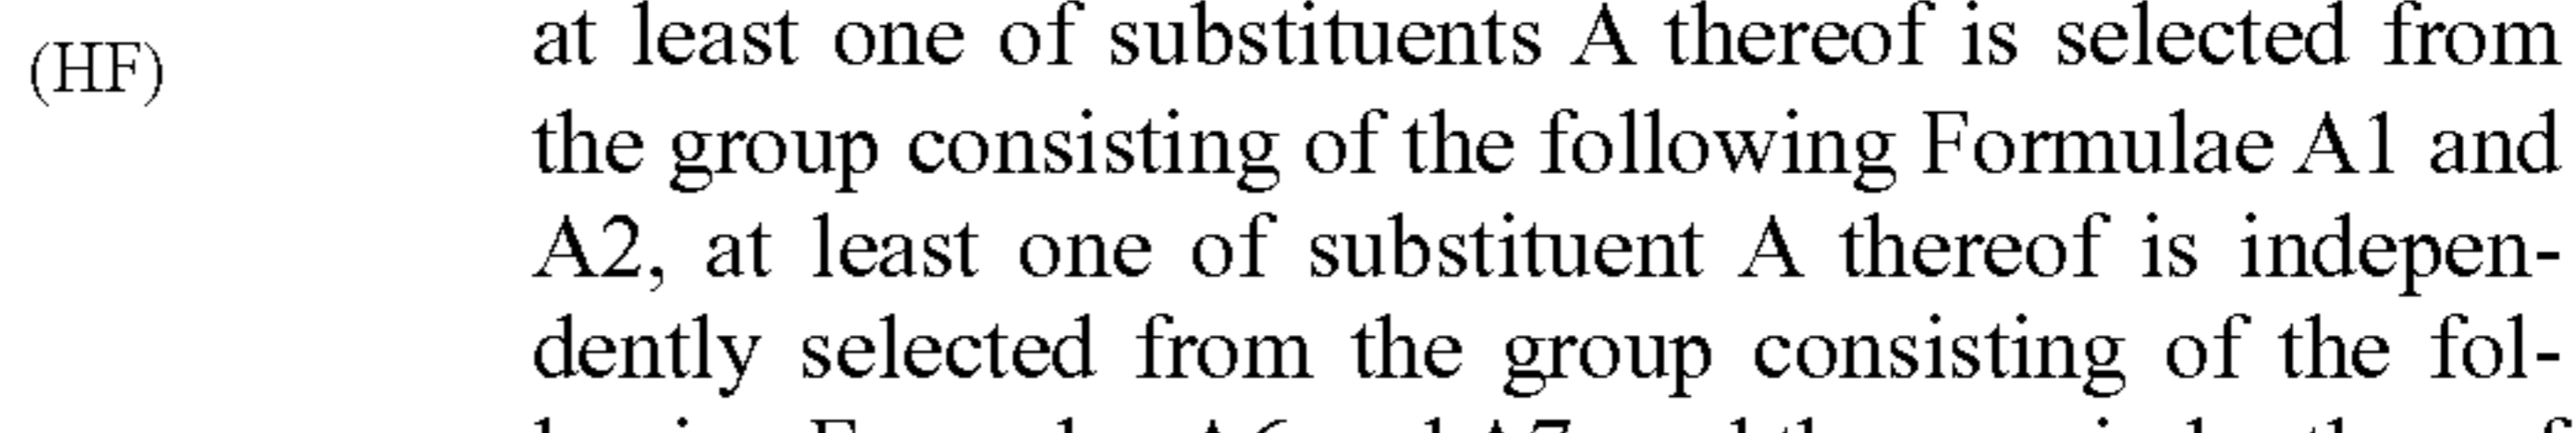 (HF)
at least one of substituents A thereof is selected from
the group consisting of the following Formulae A1 and
A2, at least one of substituent A thereof is indepen-
dently selected from the group consisting of the fol-